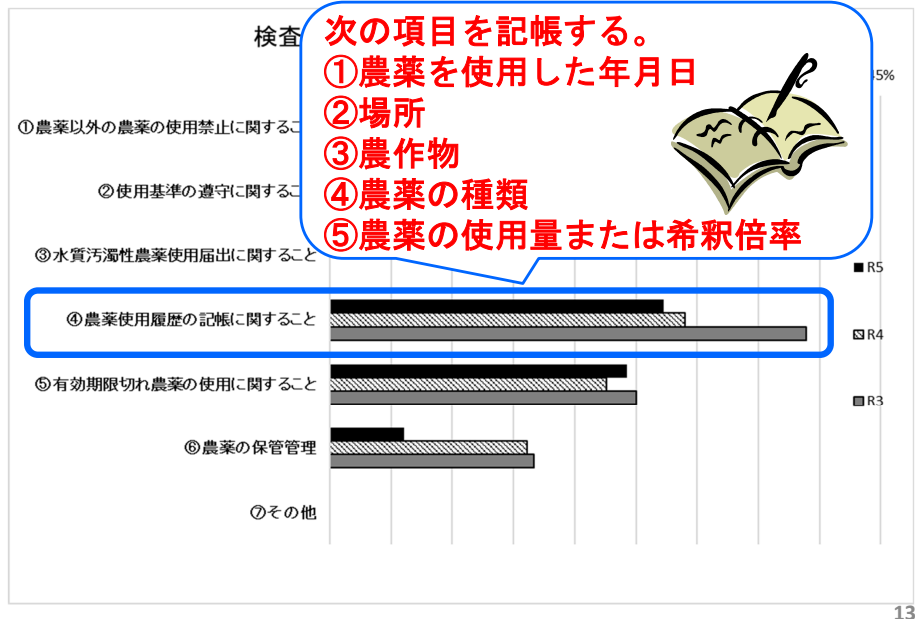 検査
次の項目を記帳する。
①農薬を使用した年月日
②場所
③農作物
④農薬の種類
⑤農薬の使用量または希釈倍率
5%
①農薬以外の農薬の使用禁止に関するこ
②使用基準の遵守に関するこ
③水質汚濁性農薬使用届出に関すること
④農薬使用履歴の記帳に関すること
⑤有効期限切れ農薬の使用に関すること
⑥農薬の保管管理
⑦その他
R5
R4
R3
13